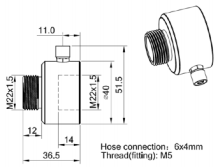 11.0
M22x1.5
M22x1.5
ø40
51.5
12
14
36.5
Hose connection: 6x4mm
Thread(fitting): M5